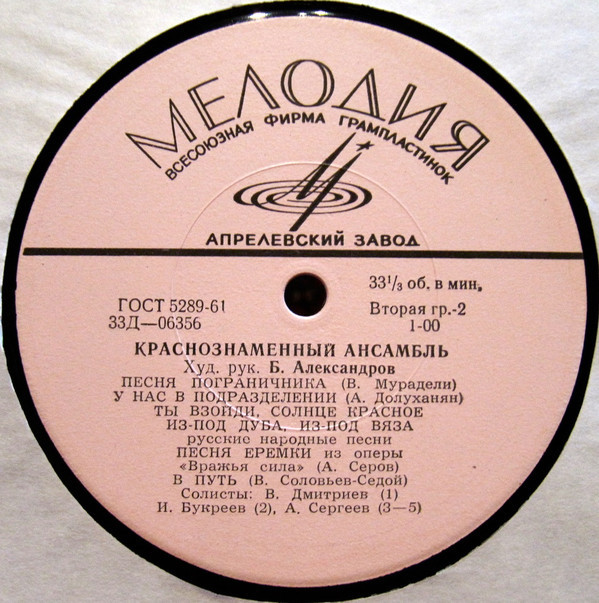 МЕЛОДИЯ
ВСЕСОЮЗНАЯ ФИРМА ГРАМПЛАСТИНОК
АПРЕЛЕВСКИЙ ЗАВОД
33⅓ об. в мин.
ГОСТ 5289-61
Вторая гр.-2
33Д—06356
1-00
КРАСНОЗНАМЕННЫЙ АНСАМБЛЬ
Худ. рук. Б. Александров
ПЕСНЯ ПОГРАНИЧНИКА (В. Мурадели)
У НАС В ПОДРАЗДЕЛЕНИИ (А. Долуханян)
ТЫ ВЗОЙДИ, СОЛНЦЕ КРАСНОЕ
ИЗ-ПОД ДУБА, ИЗ-ПОД ВЯЗА
русские народные песни
ПЕСНЯ ЕРЕМКИ из оперы
«Вражья сила» (А. Серов)
В ПУТЬ (В. Соловьев-Седой)
Солисты: В. Дмитриев (1)
И. Букреев (2), А. Сергеев (3—5)